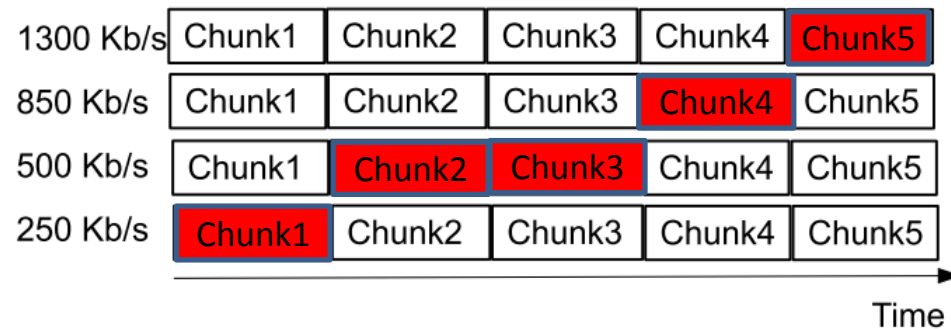 1300 Kb/s Chunk1 Chunk2 Chunk3 Chunk4 Chunk5
850 Kb/s Chunk1 Chunk2 Chunk3 Chunk4 Chunk5
500 Kb/s Chunk1 Chunk2 Chunk3 Chunk4 Chunk5
250 Kb/s Chunk1 Chunk2 Chunk3 Chunk4 Chunk5
Time